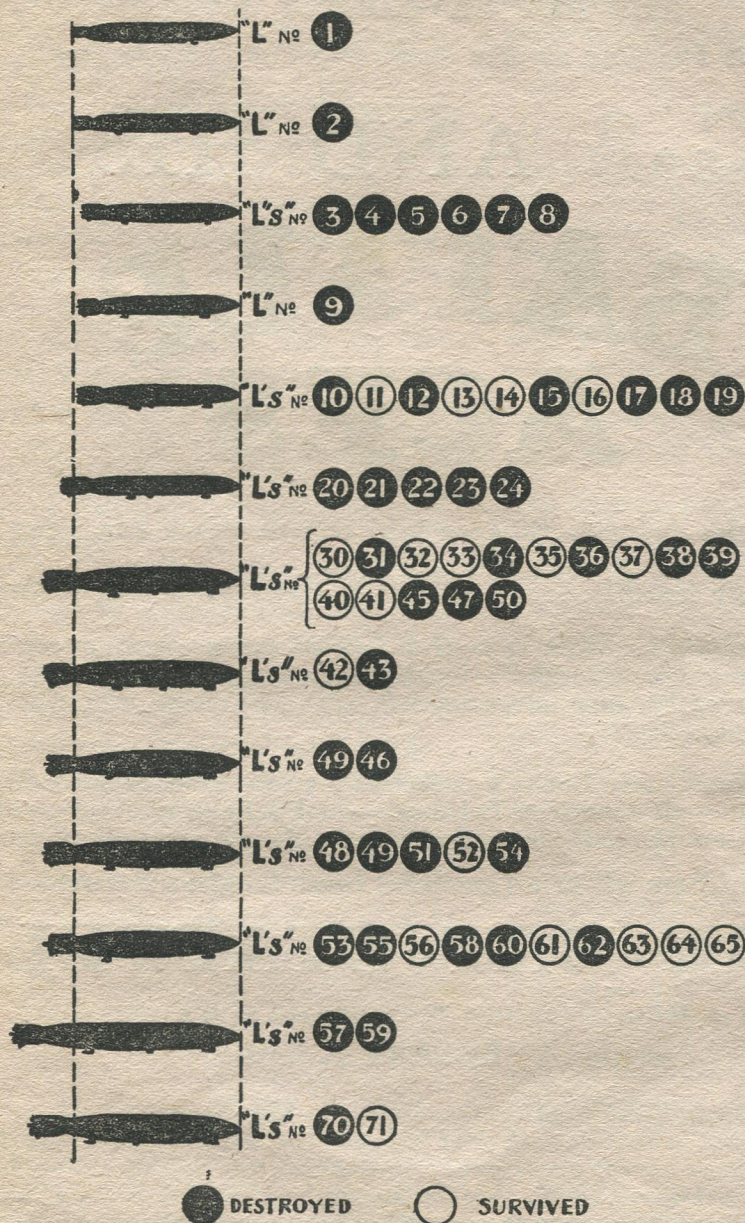 "L" Nº 1
"L" Nº 2
"L"s Nº 3 4 5 6 7 8
"L" Nº 9
"L's" Nº 10 11 12 13 14 15 16 17 18 19
"L's" Nº 20 21 22 23 24
"L's" Nº 30 31 32 33 34 35 36 37 38 39
40 41 45 47 50
"L's" Nº 42 43
"L's" Nº 49 46
"L's" Nº 48 49 51 52 54
"L's" Nº 53 55 56 58 60 61 62 63 64 65
"L's" Nº 57 59
"L's" Nº 70 71
DESTROYED SURVIVED